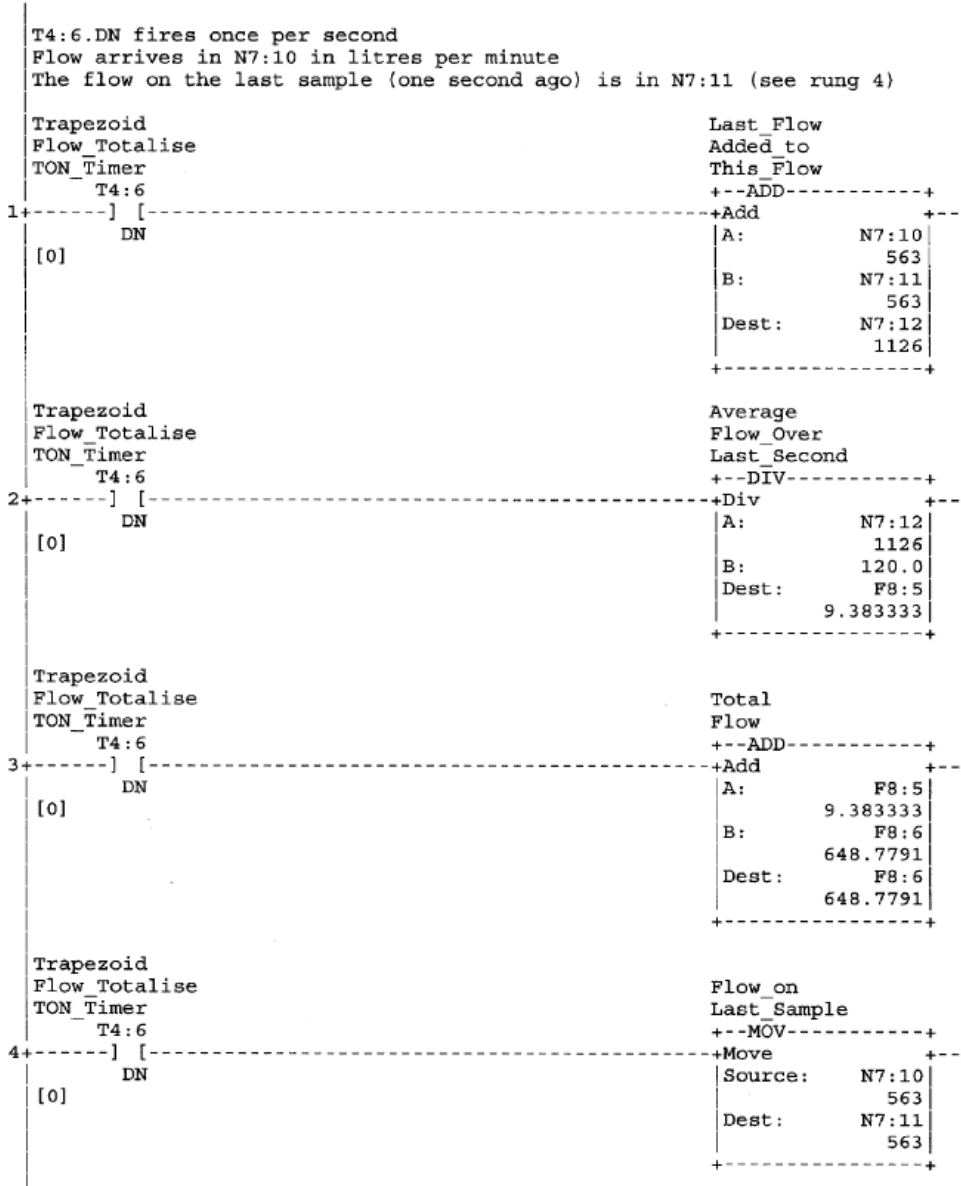 T4:6.DN fires once per second
Flow arrives in N7:10 in litres per minute
The flow on the last sample (one second ago) is in N7:11 (see rung 4)
Trapezoid
Flow_Totalise
TON_Timer
T4:6
1+------] [--------------------------------------------+Add +--
DN
[0]
Last_Flow
Added_to
This_Flow
+--ADD-----------+
A: N7:10
563
B: N7:11
563
Dest: N7:12
1126
+----------------+
Trapezoid
Flow_Totalise
TON_Timer
T4:6
2+------] [--------------------------------------------+Div +--
DN
[0]
Average
Flow_Over
Last_Second
+--DIV-----------+
A: N7:12
1126
B: 120.0
Dest: F8:5
9.383333
+----------------+
Trapezoid
Flow_Totalise
TON_Timer
T4:6
3+------] [--------------------------------------------+Add +--
DN
[0]
Total
Flow
+--ADD-----------+
A: F8:5
9.383333
B: F8:6
648.7791
Dest: F8:6
648.7791
+----------------+
Trapezoid
Flow_Totalise
TON_Timer
T4:6
4+------] [--------------------------------------------+Move +--
DN
[0]
Flow_on
Last_Sample
+--MOV-----------+
Source: N7:10
563
Dest: N7:11
563
+----------------+